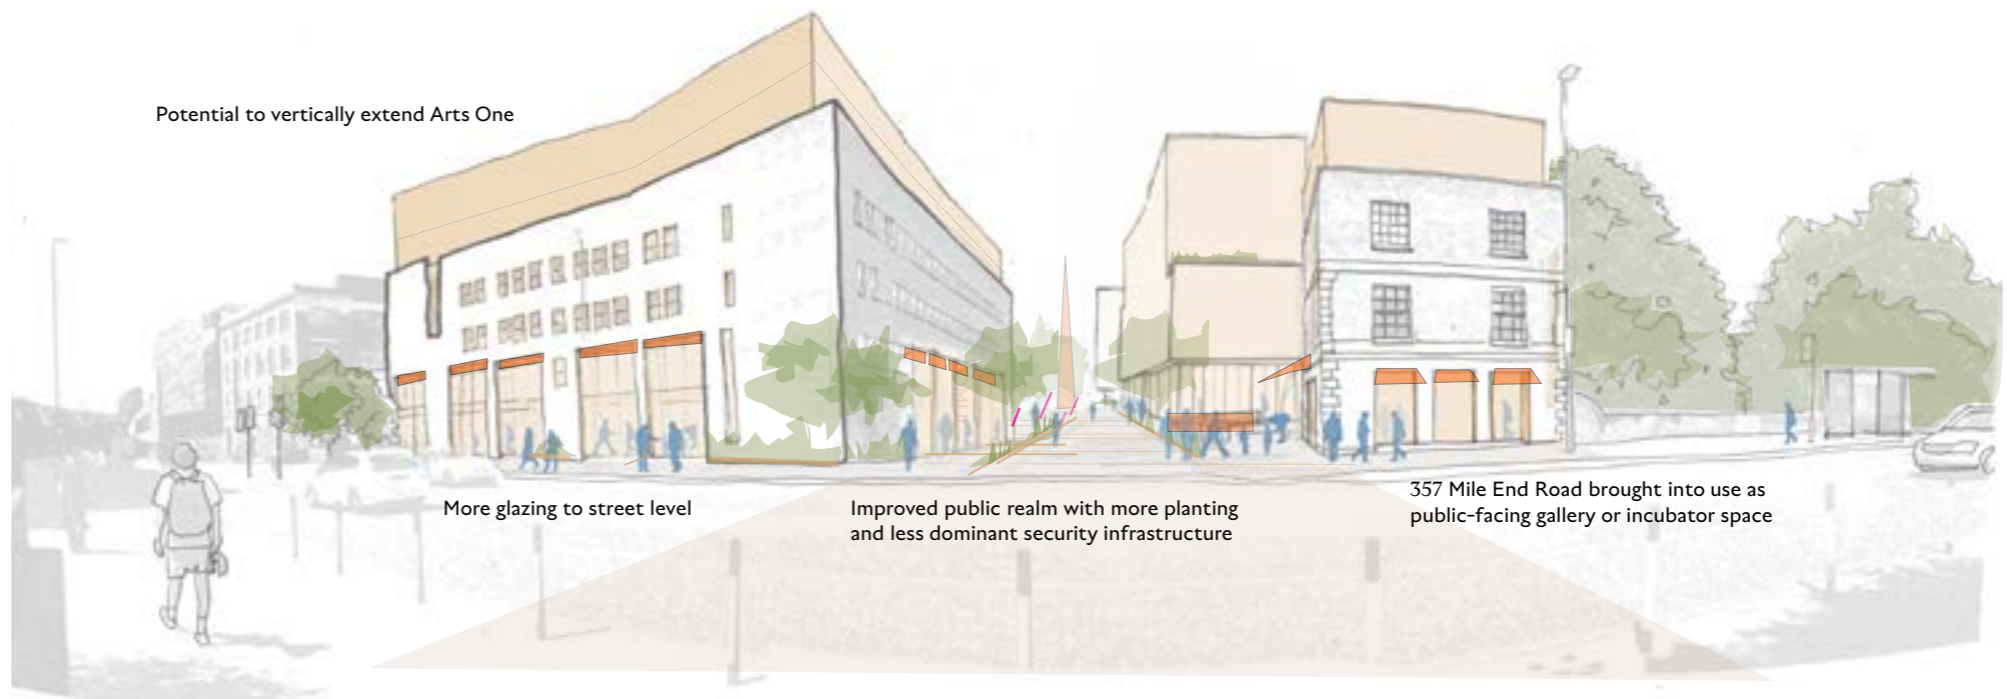 Potential to vertically extend Arts One
More glazing to street level
Improved public realm with more planting
and less dominant security infrastructure
357 Mile End Road brought into use as
public-facing gallery or incubator space